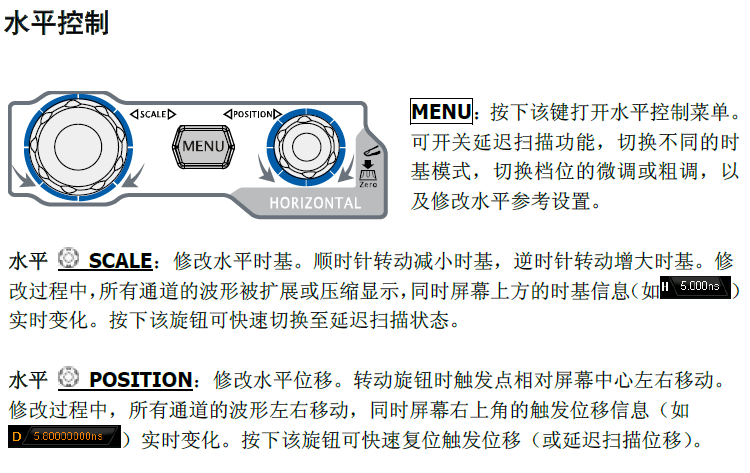 水平控制
SCALE
POSITION
MENU
Zero
HORIZONTAL
MENU：按下该键打开水平控制菜单。
可开关延迟扫描功能，切换不同的时
基模式，切换档位的微调或粗调，以
及修改水平参考设置。
水平 SCALE：修改水平时基。顺时针转动减小时基，逆时针转动增大时基。修
改过程中，所有通道的波形被扩展或压缩显示，同时屏幕上方的时基信息（如H 5.000ns）
实时变化。按下该旋钮可快速切换至延迟扫描状态。
水平 POSITION：修改水平位移。转动旋钮时触发点相对屏幕中心左右移动。
修改过程中，所有通道的波形左右移动，同时屏幕右上角的触发位移信息（如
D 5.60000000ns）实时变化。按下该旋钮可快速复位触发位移（或延迟扫描位移）。